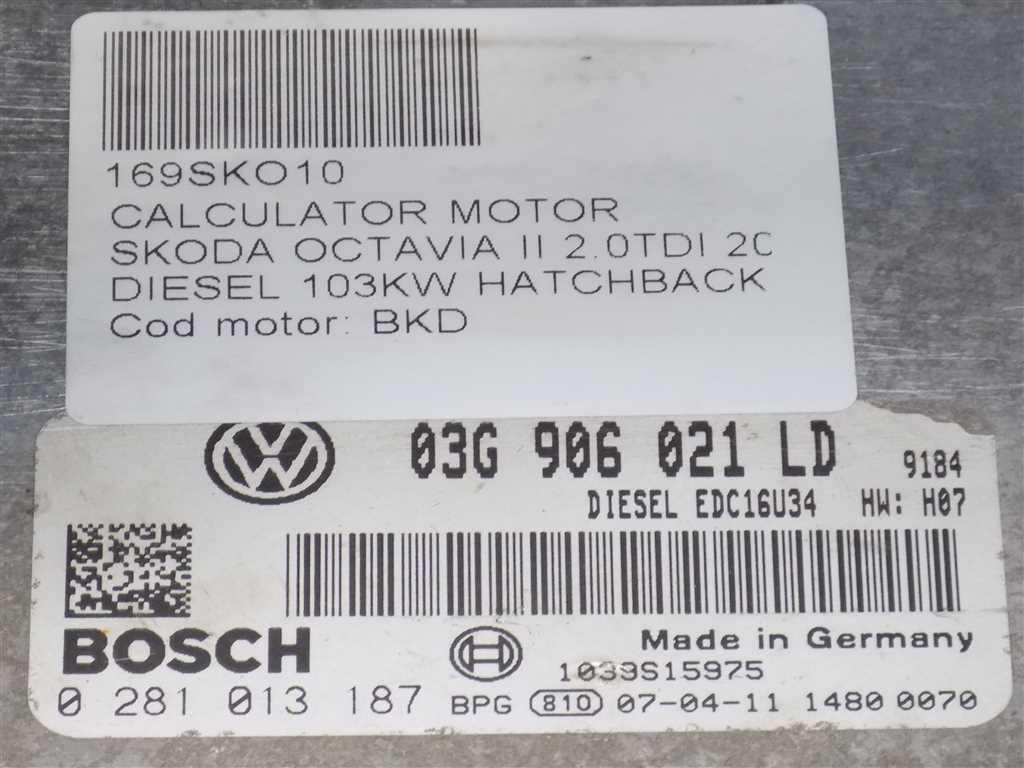 169SKO10
CALCULATOR MOTOR
SKODA OCTAVIA II 2.0TDI
DIESEL 103KW HATCHBACK
Cod motor: BKD
VW 03G 906 021 LD 9184
DIESEL EDC16U34 HW: H07
BOSCH
Made in Germany
1039S15975
0 281 013 187 BPG 810 07-04-11 1480 0070